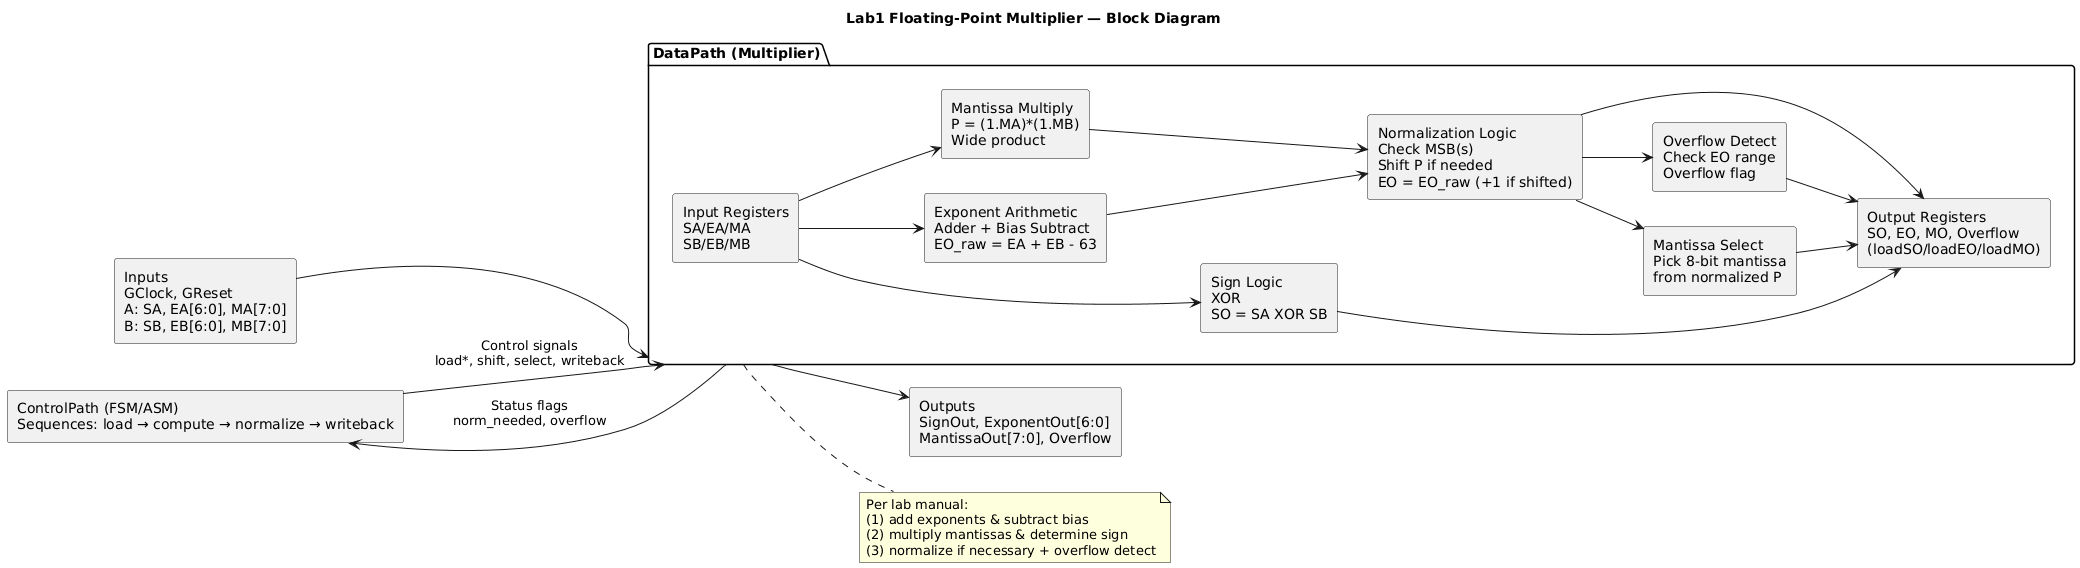 Lab1 Floating-Point Multiplier — Block Diagram
DataPath (Multiplier)
Mantissa Multiply
P = (1.MA)*(1.MB)
Wide product
Normalization Logic
Check MSB(s)
Shift P if needed
EO = EO_raw (+1 if shifted)
Overflow Detect
Check EO range
Overflow flag
Input Registers
SA/EA/MA
SB/EB/MB
Exponent Arithmetic
Adder + Bias Subtract
EO_raw = EA + EB - 63
Output Registers
SO, EO, MO, Overflow
(loadSO/loadEO/loadMO)
Mantissa Select
Pick 8-bit mantissa
from normalized P
Sign Logic
XOR
SO = SA XOR SB
Inputs
GClock, GReset
A: SA, EA[6:0], MA[7:0]
B: SB, EB[6:0], MB[7:0]
Control signals
load*, shift, select, writeback
ControlPath (FSM/ASM)
Sequences: load → compute → normalize → writeback
Status flags
norm_needed, overflow
Outputs
SignOut, ExponentOut[6:0]
MantissaOut[7:0], Overflow
Per lab manual:
(1) add exponents & subtract bias
(2) multiply mantissas & determine sign
(3) normalize if necessary + overflow detect